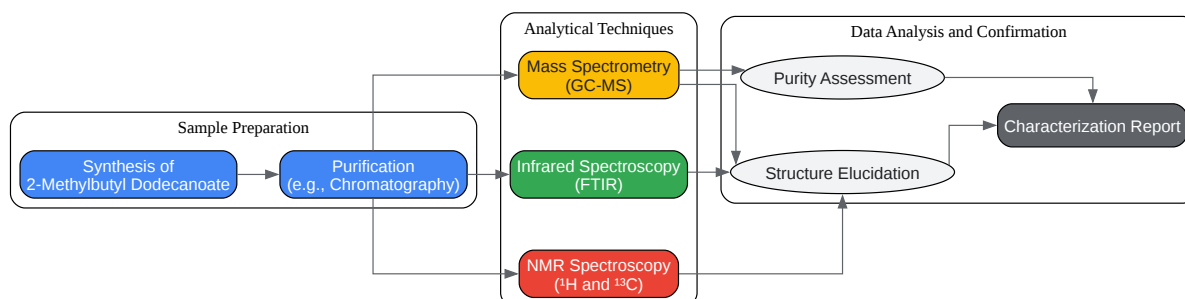 Sample Preparation
Synthesis of
2-Methylbutyl Dodecanoate
Purification
(e.g., Chromatography)
Analytical Techniques
Mass Spectrometry
(GC-MS)
Infrared Spectroscopy
(FTIR)
NMR Spectroscopy
(¹H and ¹³C)
Data Analysis and Confirmation
Purity Assessment
Structure Elucidation
Characterization Report